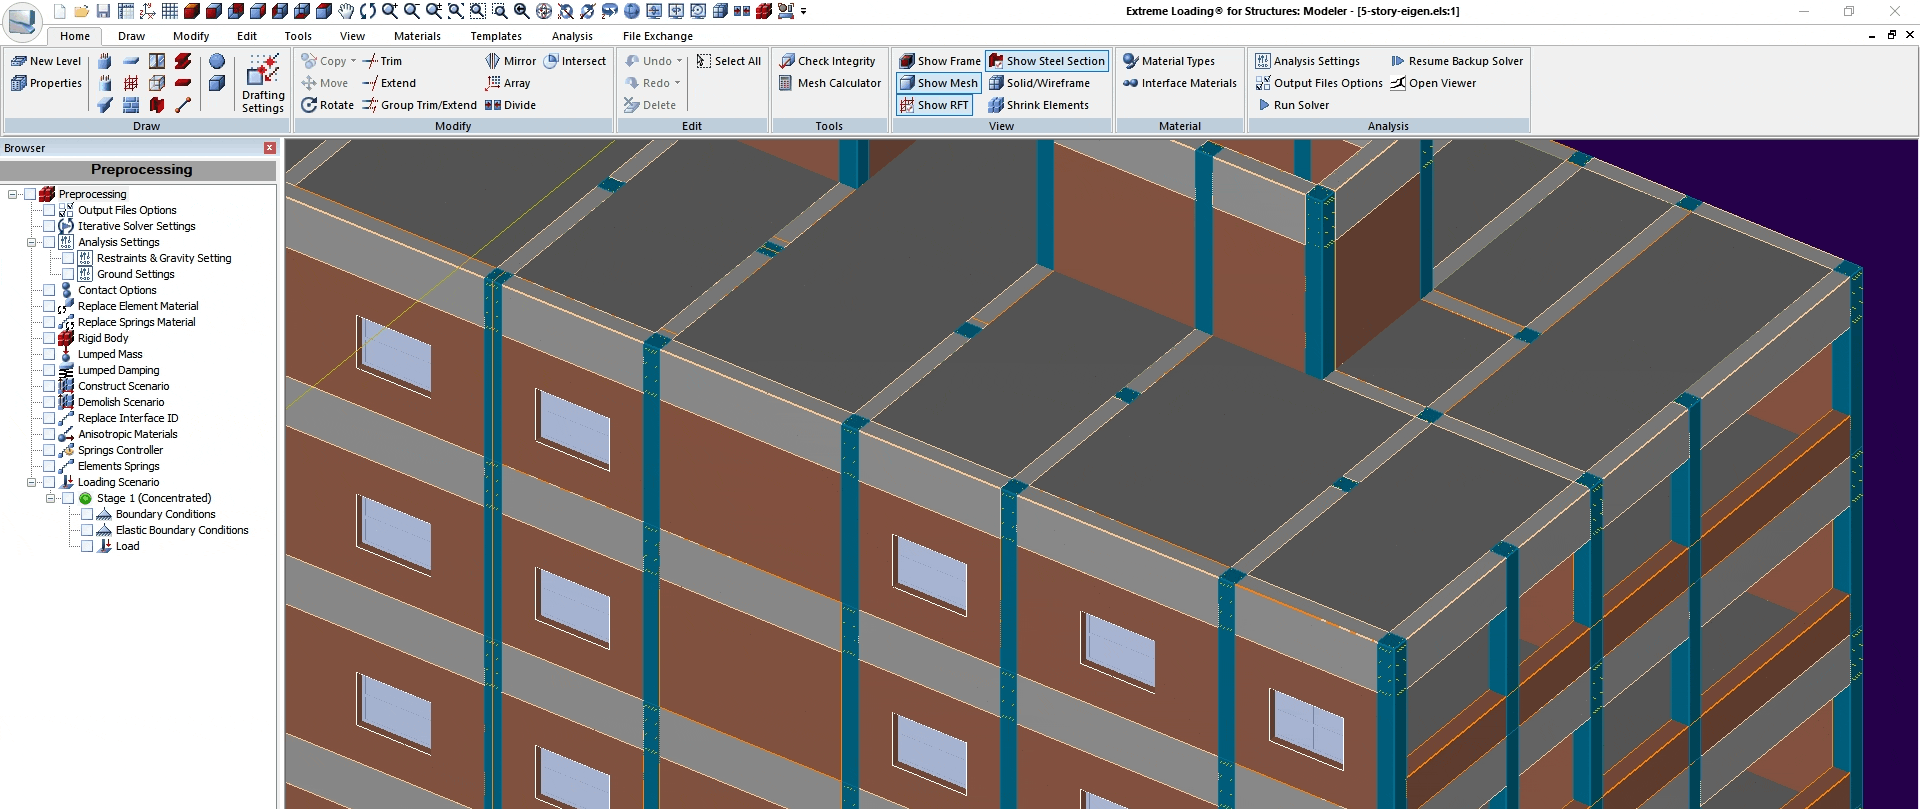 Extreme Loading® for Structures: Modeler - [5-story-eigen.els:1]
Home Draw Modify Edit Tools View Materials Templates Analysis File Exchange
New Level
Properties
Drafting
Settings
Draw
Copy
Move
Rotate
Trim
Extend
Group Trim/Extend
Mirror
Array
Divide
Intersect
Modify
Undo
Redo
Delete
Select All
Edit
Check Integrity
Mesh Calculator
Tools
Show Frame
Show Mesh
Show RFT
Show Steel Section
Solid/Wireframe
Shrink Elements
View
Material Types
Interface Materials
Material
Analysis Settings
Output Files Options
Run Solver
Resume Backup Solver
Open Viewer
Analysis
Browser
Preprocessing
Preprocessing
Output Files Options
Iterative Solver Settings
Analysis Settings
Restraints & Gravity Setting
Ground Settings
Contact Options
Replace Element Material
Replace Springs Material
Rigid Body
Lumped Mass
Lumped Damping
Construct Scenario
Demolish Scenario
Replace Interface ID
Anisotropic Materials
Springs Controller
Elements Springs
Loading Scenario
Stage 1 (Concentrated)
Boundary Conditions
Elastic Boundary Conditions
Load